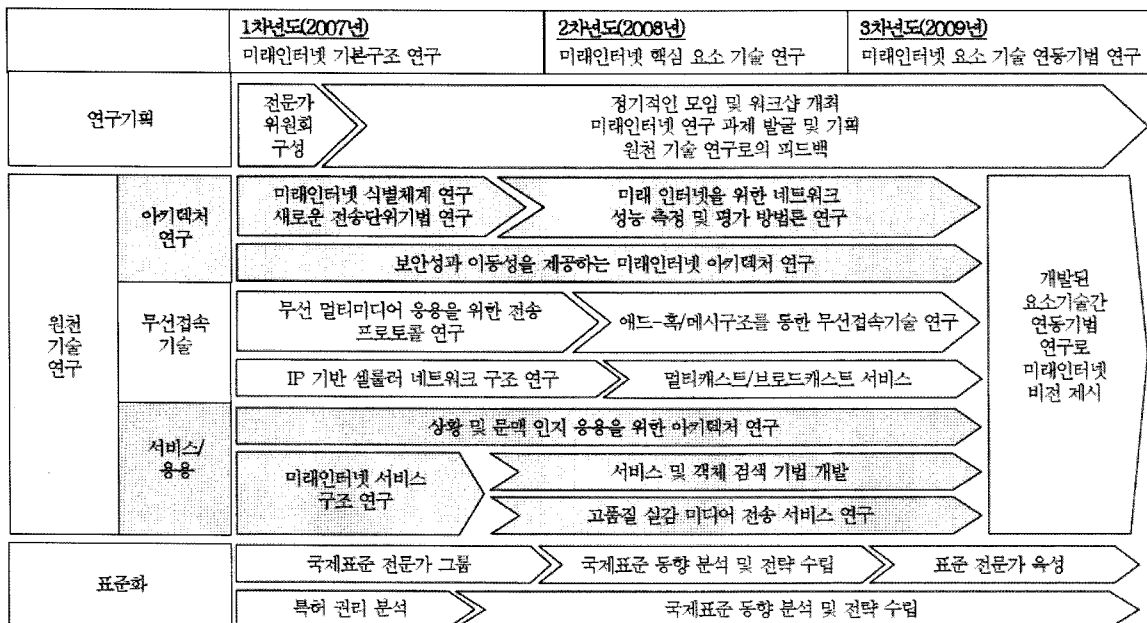 1차년도(2007년)
미래인터넷 기본구조 연구
2차년도(2008년)
미래인터넷 핵심 요소 기술 연구
3차년도(2009년)
미래인터넷 요소 기술 연동기법 연구
연구기획
전문가
위원회
구성
정기적인 모임 및 워크샵 개최
미래인터넷 연구 과제 발굴 및 기획
원천 기술 연구로의 피드백
원천
기술
연구
아키텍처
연구
미래인터넷 식별체계 연구
새로운 전송단위기법 연구
미래 인터넷을 위한 네트워크
성능 측정 및 평가 방법론 연구
보안성과 이동성을 제공하는 미래인터넷 아키텍처 연구
무선접속
기술
무선 멀티미디어 응용을 위한 전송
프로토콜 연구
애드-혹/메시구조를 통한 무선접속기술 연구
IP 기반 셀룰러 네트워크 구조 연구
멀티캐스트/브로드캐스트 서비스
서비스/
응용
상황 및 문맥 인지 응용을 위한 아키텍처 연구
미래인터넷 서비스
구조 연구
서비스 및 객체 검색 기법 개발
고품질 실감 미디어 전송 서비스 연구
개발된
요소기술간
연동기법
연구로
미래인터넷
비전 제시
표준화
국제표준 전문가 그룹
국제표준 동향 분석 및 전략 수립
표준 전문가 육성
특허 권리 분석
국제표준 동향 분석 및 전략 수립